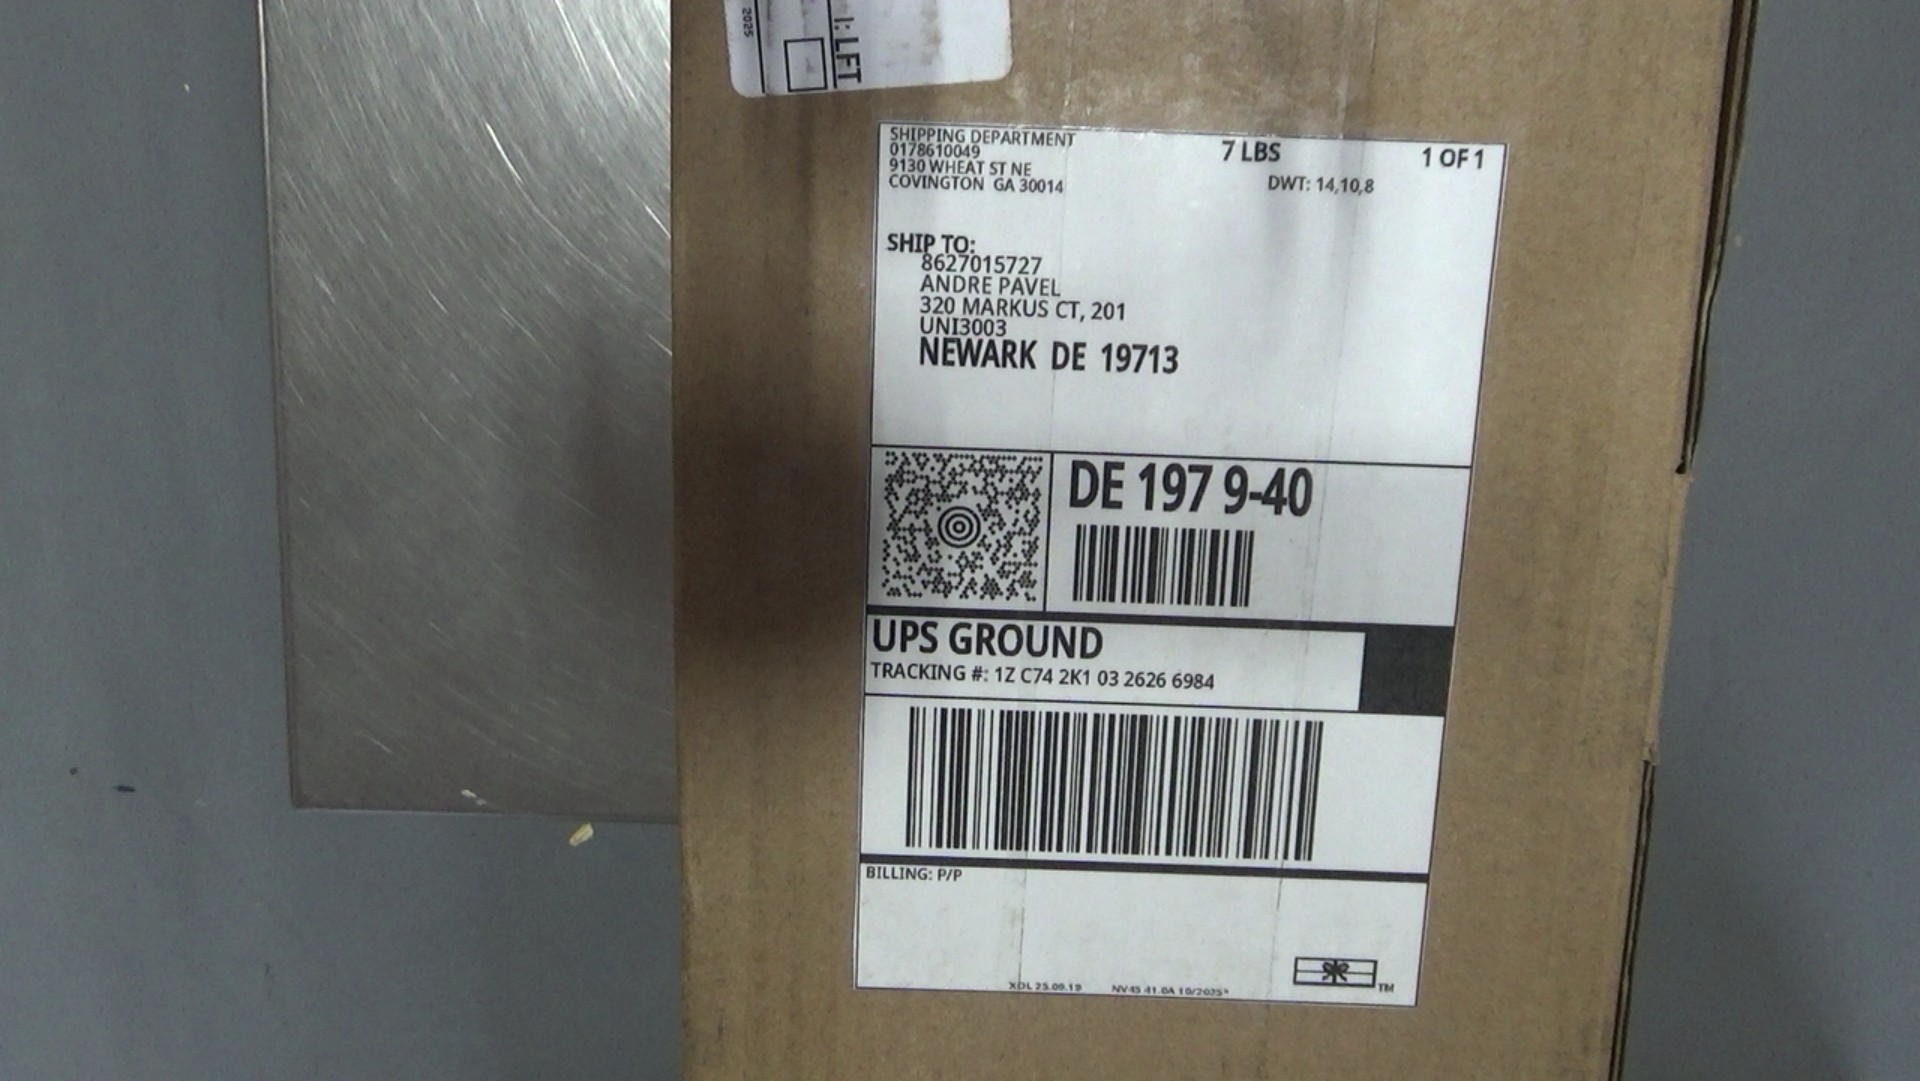 2025
I: LFT
SHIPPING DEPARTMENT
0178610049
9130 WHEAT ST NE
COVINGTON GA 30014
7 LBS
1 OF 1
DWT: 14,10,8
SHIP TO:
8627015727
ANDRE PAVEL
320 MARKUS CT, 201
UNI3003
NEWARK DE 19713
DE 197 9-40
UPS GROUND
TRACKING #: 1Z C74 2K1 03 2626 6984
BILLING: P/P
XOL 25.09.19
NV45 41.0A 10/2025*
TM